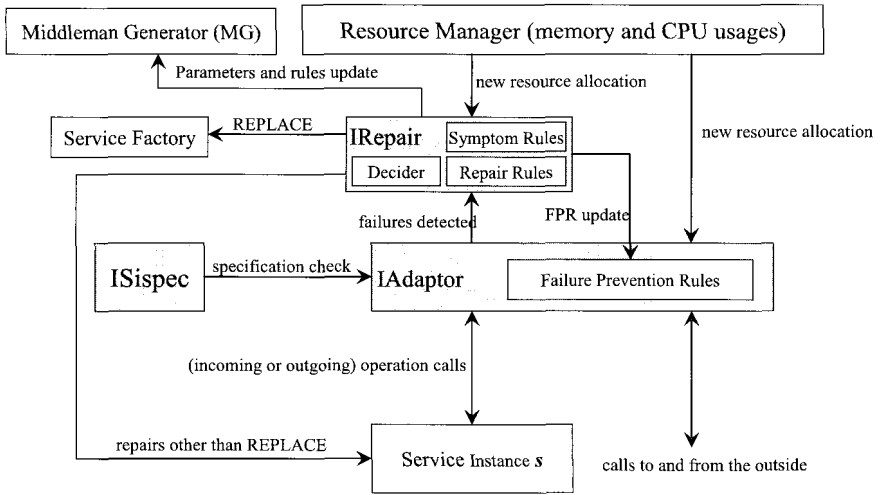 Middleman Generator (MG)
Resource Manager (memory and CPU usages)
Parameters and rules update
new resource allocation
Service Factory
REPLACE
IRepair
Symptom Rules
Decider
Repair Rules
new resource allocation
failures detected
FPR update
ISispec
specification check
IAdaptor
Failure Prevention Rules
(incoming or outgoing) operation calls
repairs other than REPLACE
Service Instance s
calls to and from the outside